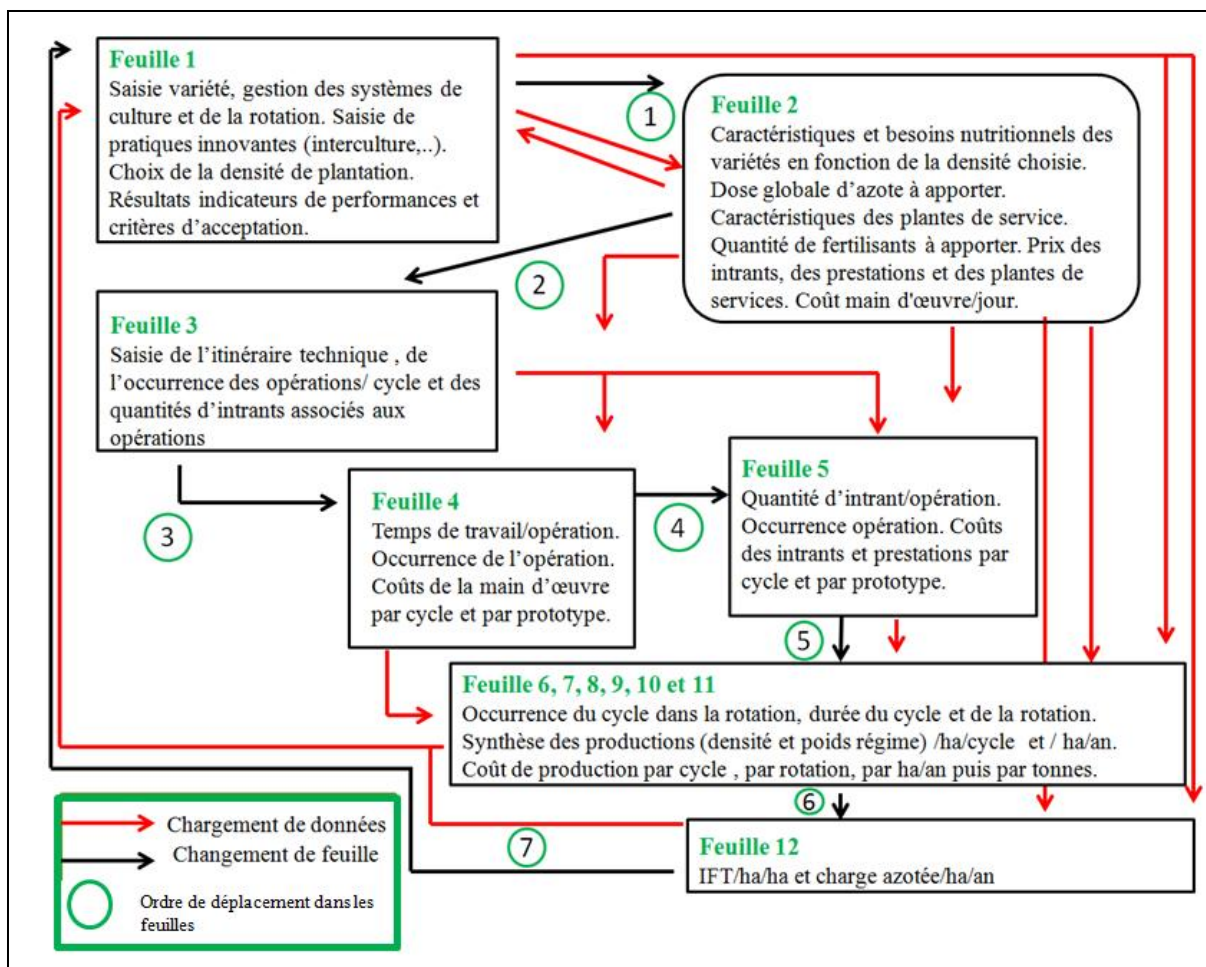 Feuille 1
Saisie variété, gestion des systèmes de
culture et de la rotation. Saisie de
pratiques innovantes (interculture,..).
Choix de la densité de plantation.
Résultats indicateurs de performances et
critères d'acceptation.
1
Feuille 2
Caractéristiques et besoins nutritionnels des
variétés en fonction de la densité choisie.
Dose globale d'azote à apporter.
Caractéristiques des plantes de service.
Quantité de fertilisants à apporter. Prix des
intrants, des prestations et des plantes de
services. Coût main d'œuvre/jour.
2
Feuille 3
Saisie de l'itinéraire technique , de
l'occurrence des opérations/ cycle et des
quantités d'intrants associés aux
opérations
3
Feuille 4
Temps de travail/opération.
Occurrence de l'opération.
Coûts de la main d'œuvre
par cycle et par prototype.
4
Feuille 5
Quantité d'intrant/opération.
Occurrence opération. Coûts
des intrants et prestations par
cycle et par prototype.
5
Feuille 6, 7, 8, 9, 10 et 11
Occurrence du cycle dans la rotation, durée du cycle et de la rotation.
Synthèse des productions (densité et poids régime) /ha/cycle et / ha/an.
Coût de production par cycle , par rotation, par ha/an puis par tonnes.
6
7
Feuille 12
IFT/ha/ha et charge azotée/ha/an
Chargement de données
Changement de feuille
Ordre de déplacement dans les
feuilles